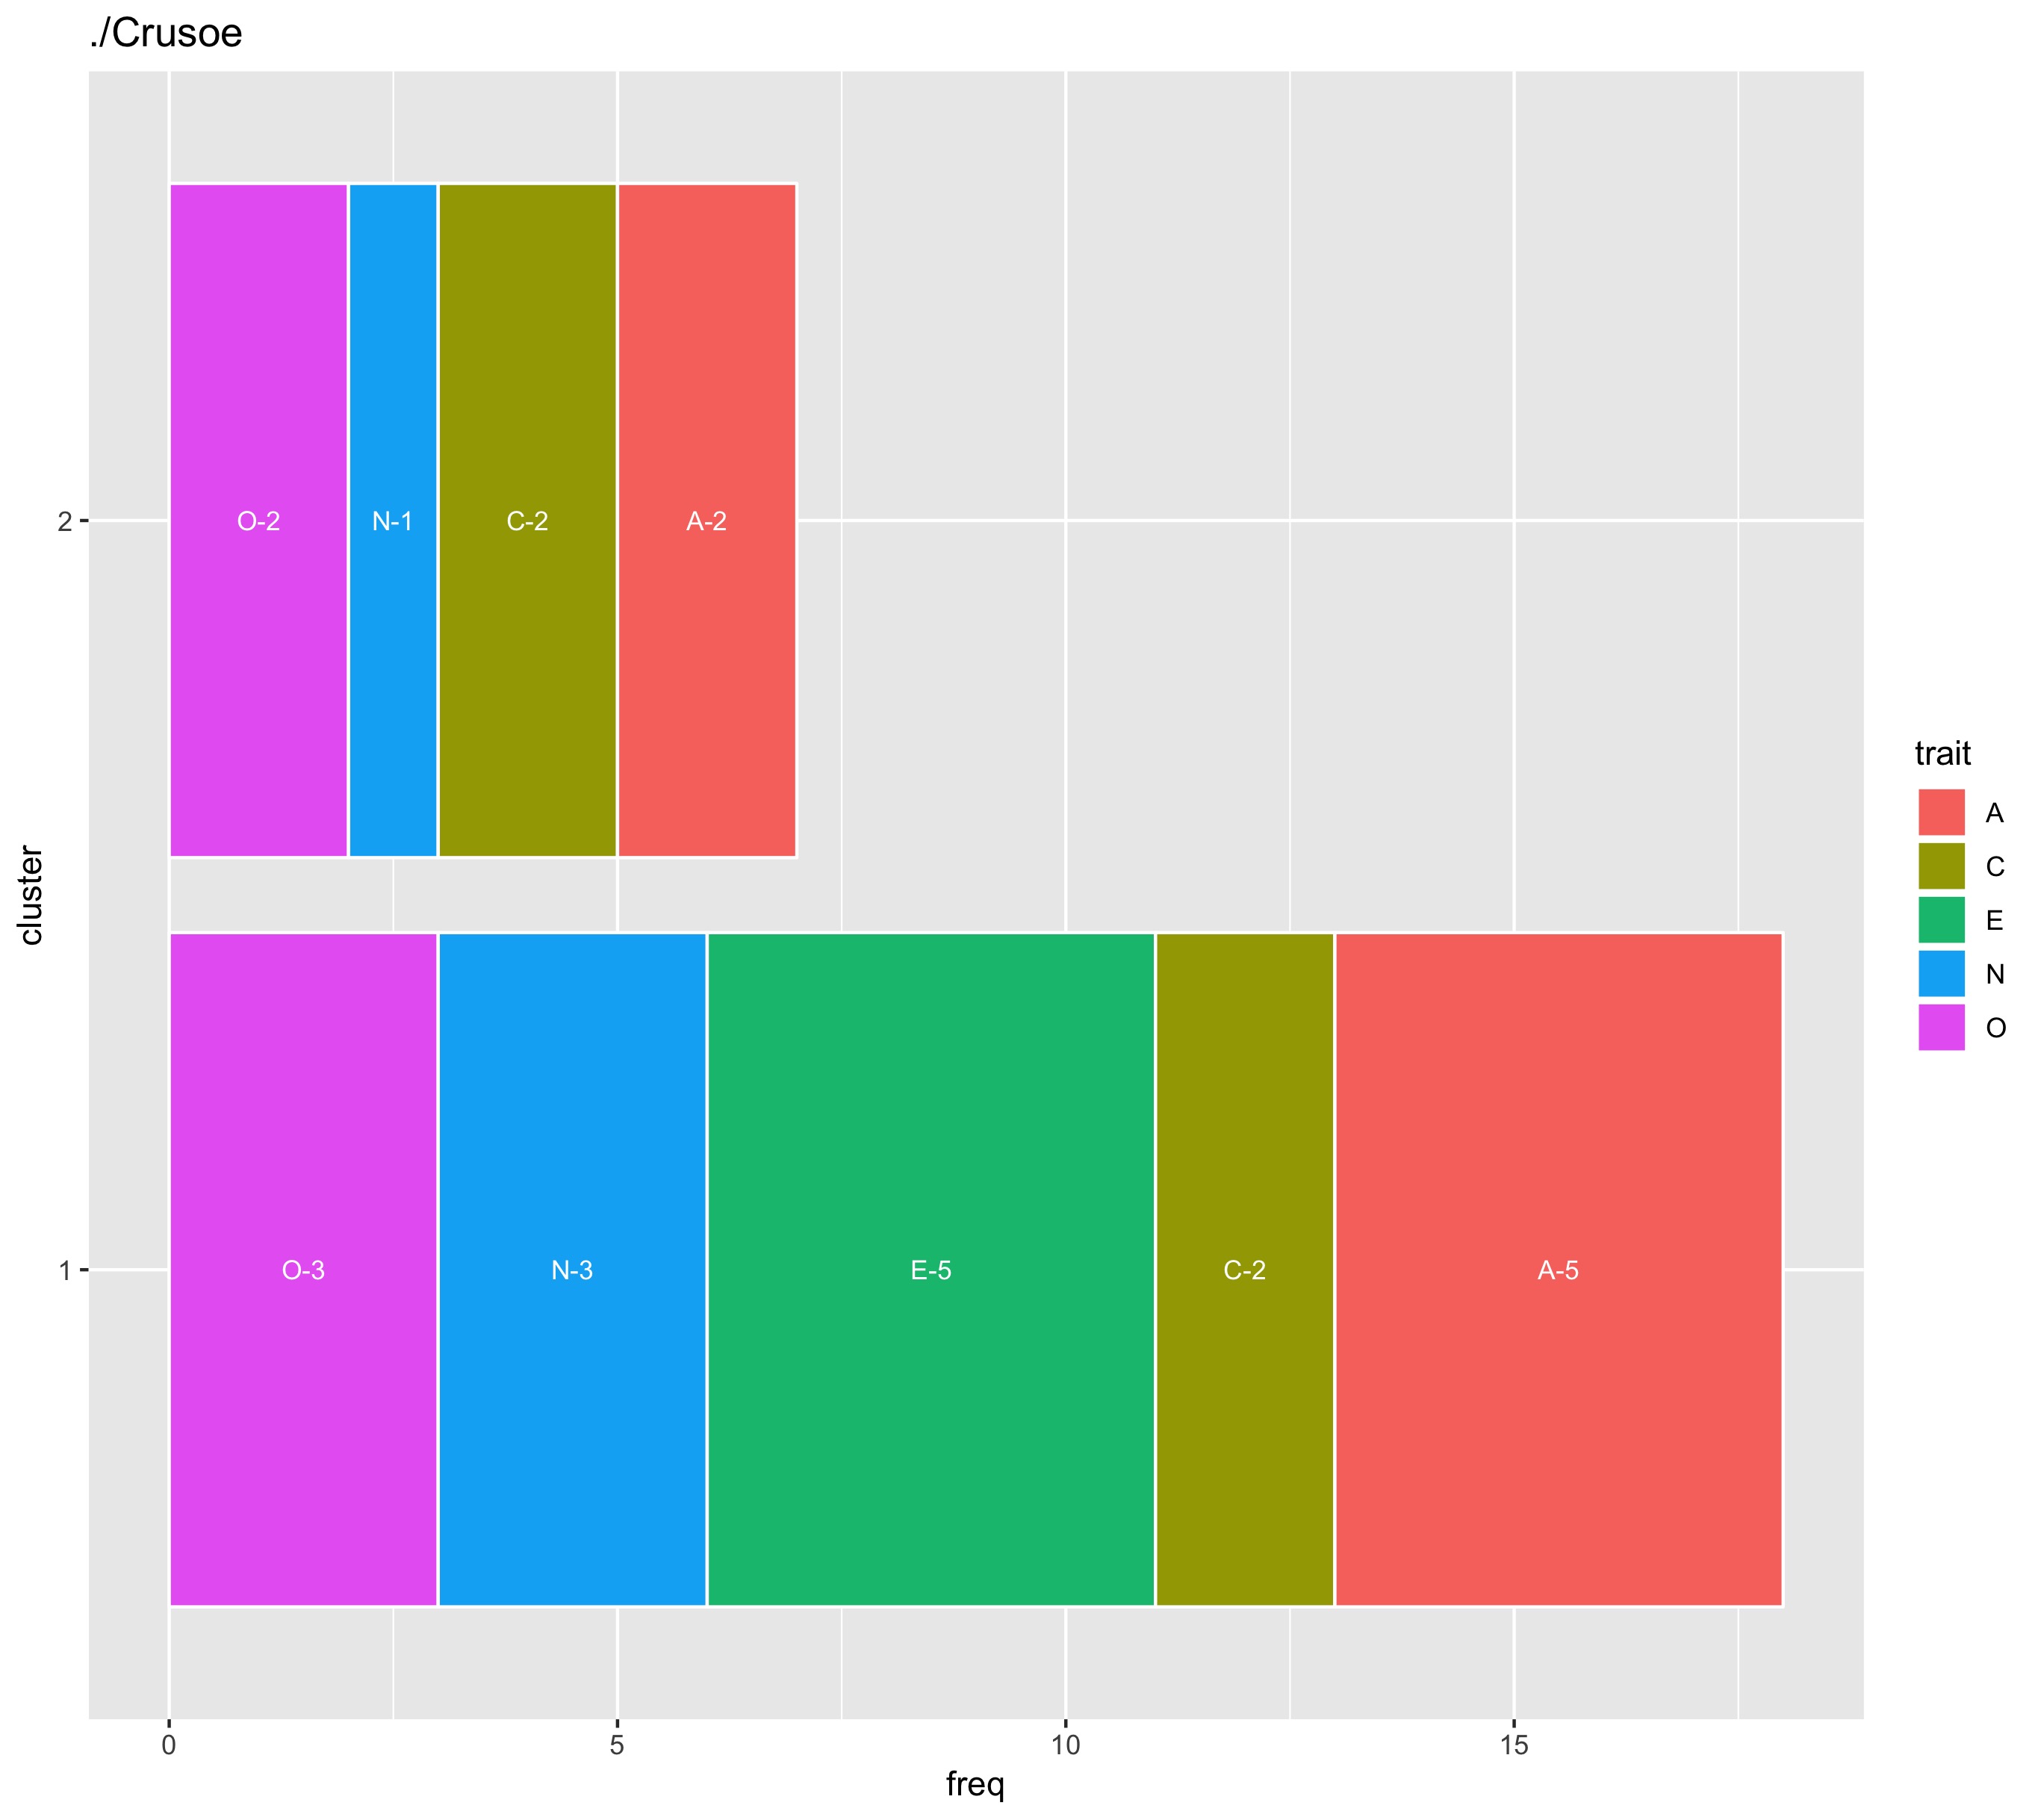 ./Crusoe
2
O-2 N-1 C-2 A-2
cluster
1
O-3 N-3 E-5 C-2 A-5
0 5 10 15
freq
trait
A
C
E
N
O